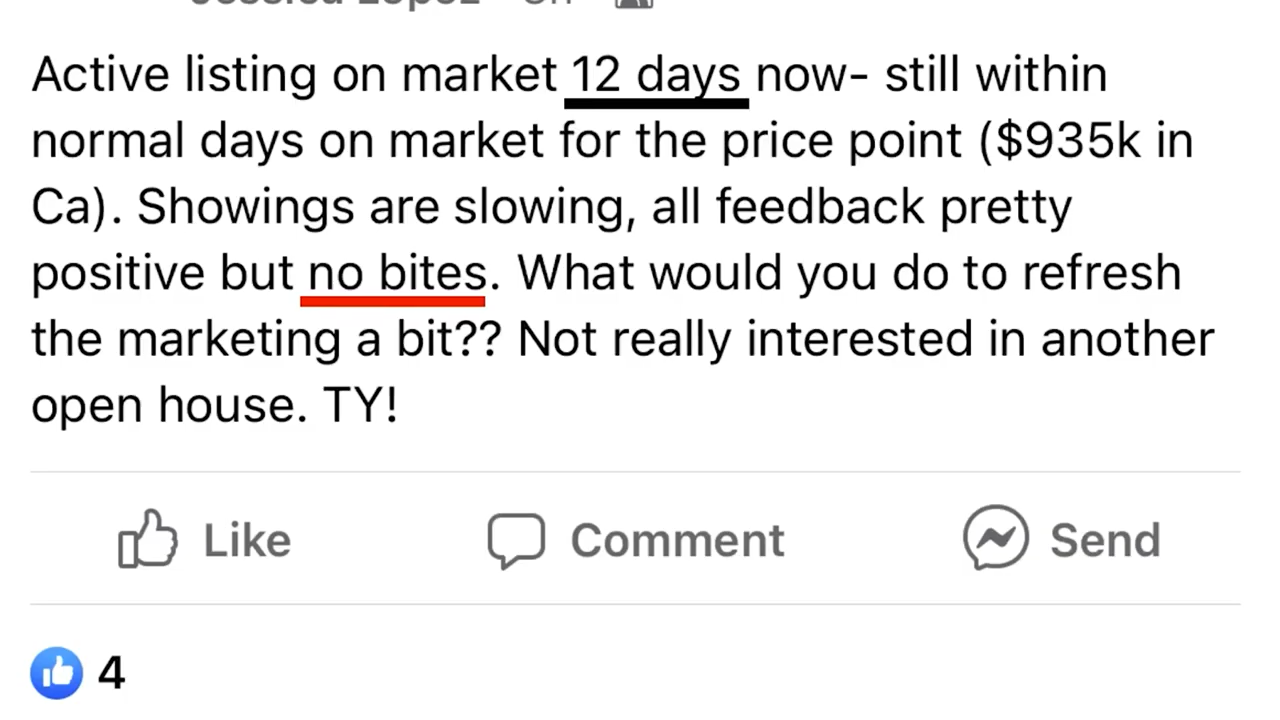 Active listing on market 12 days now- still within
normal days on market for the price point ($935k in
Ca). Showings are slowing, all feedback pretty
positive but no bites. What would you do to refresh
the marketing a bit?? Not really interested in another
open house. TY!
Like Comment Send
4